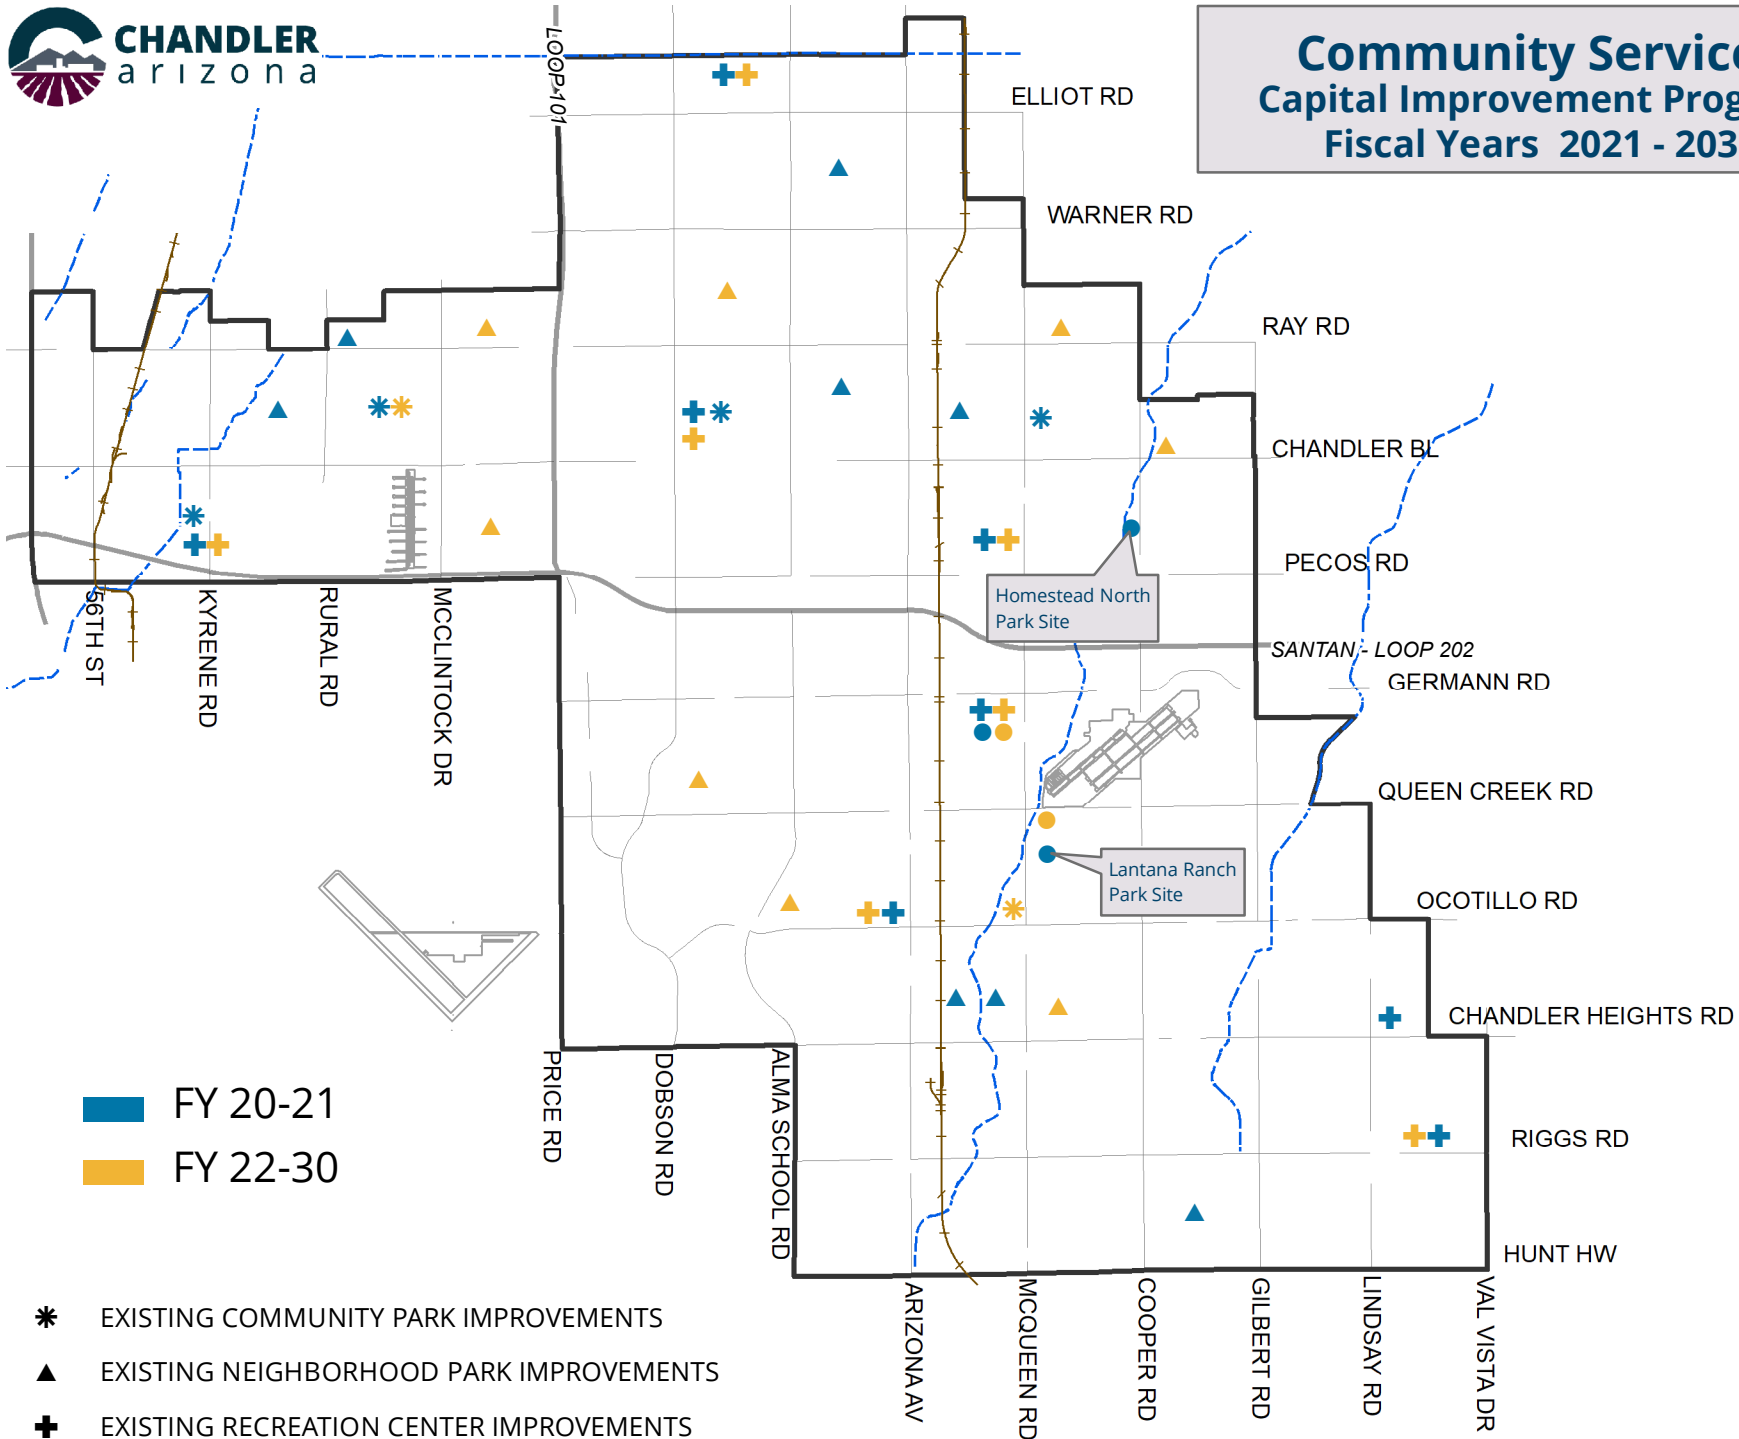 CHANDLER
arizona
Community Service
Capital Improvement Prog
Fiscal Years 2021 - 203
LOOP 101
ELLIOT RD
WARNER RD
RAY RD
CHANDLER BL
PECOS RD
Homestead North
Park Site
SANTAN - LOOP 202
GERMANN RD
56TH ST
KYRENE RD
RURAL RD
MCCLINTOCK DR
QUEEN CREEK RD
Lantana Ranch
Park Site
OCOTILLO RD
CHANDLER HEIGHTS RD
PRICE RD
DOBSON RD
ALMA SCHOOL RD
FY 20-21
FY 22-30
RIGGS RD
HUNT HW
ARIZONA AV
MCQUEEN RD
COOPER RD
GILBERT RD
LINDSAY RD
VAL VISTA DR
EXISTING COMMUNITY PARK IMPROVEMENTS
EXISTING NEIGHBORHOOD PARK IMPROVEMENTS
EXISTING RECREATION CENTER IMPROVEMENTS